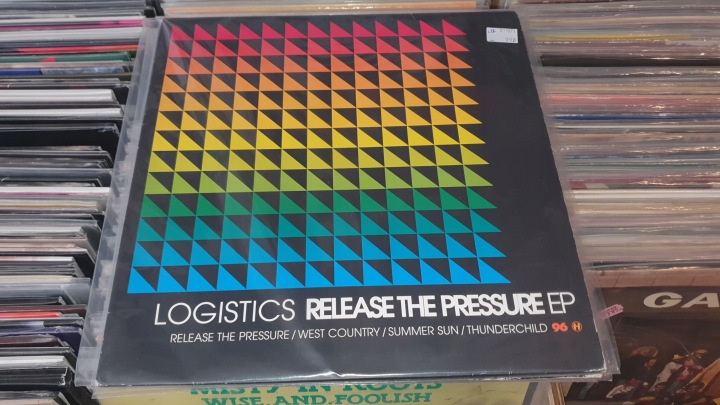 LOGISTICS RELEASE THE PRESSURE EP
RELEASE THE PRESSURE / WEST COUNTRY / SUMMER SUN / THUNDERCHILD 96 H
GA
MISTY IN ROOTS
WISE AND FOOLISH